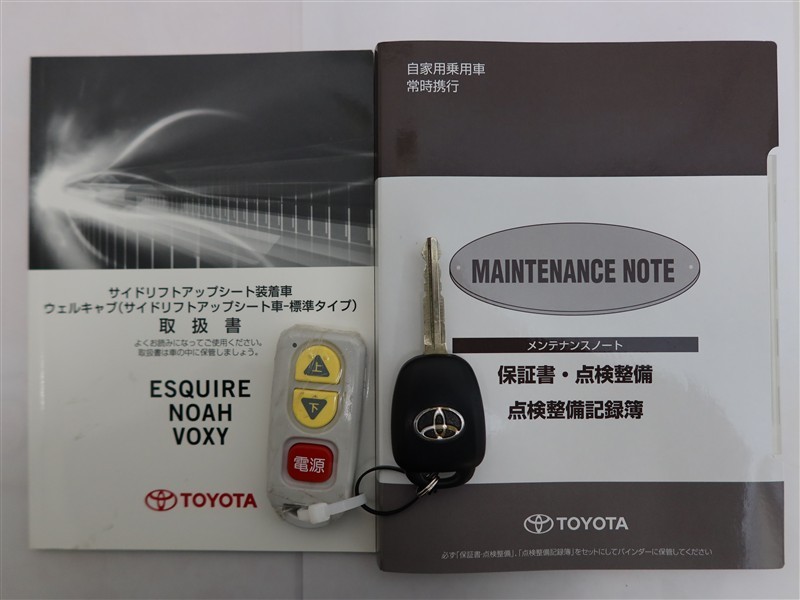 サイドリフトアップシート装着車
ウェルキャブ(サイドリフトアップシート車-標準タイプ)
取扱書
よくお読みになってご使用ください。
取扱書は車の中に保管しましょう。
ESQUIRE
NOAH
VOXY
TOYOTA
上
下
電源
自家用乗用車
常時携行
MAINTENANCE NOTE
メンテナンスノート
保証書・点検整備
点検整備記録簿
TOYOTA
必ず「保証書・点検整備」、「点検整備記録簿」をセットにしてバインダーに保管してください